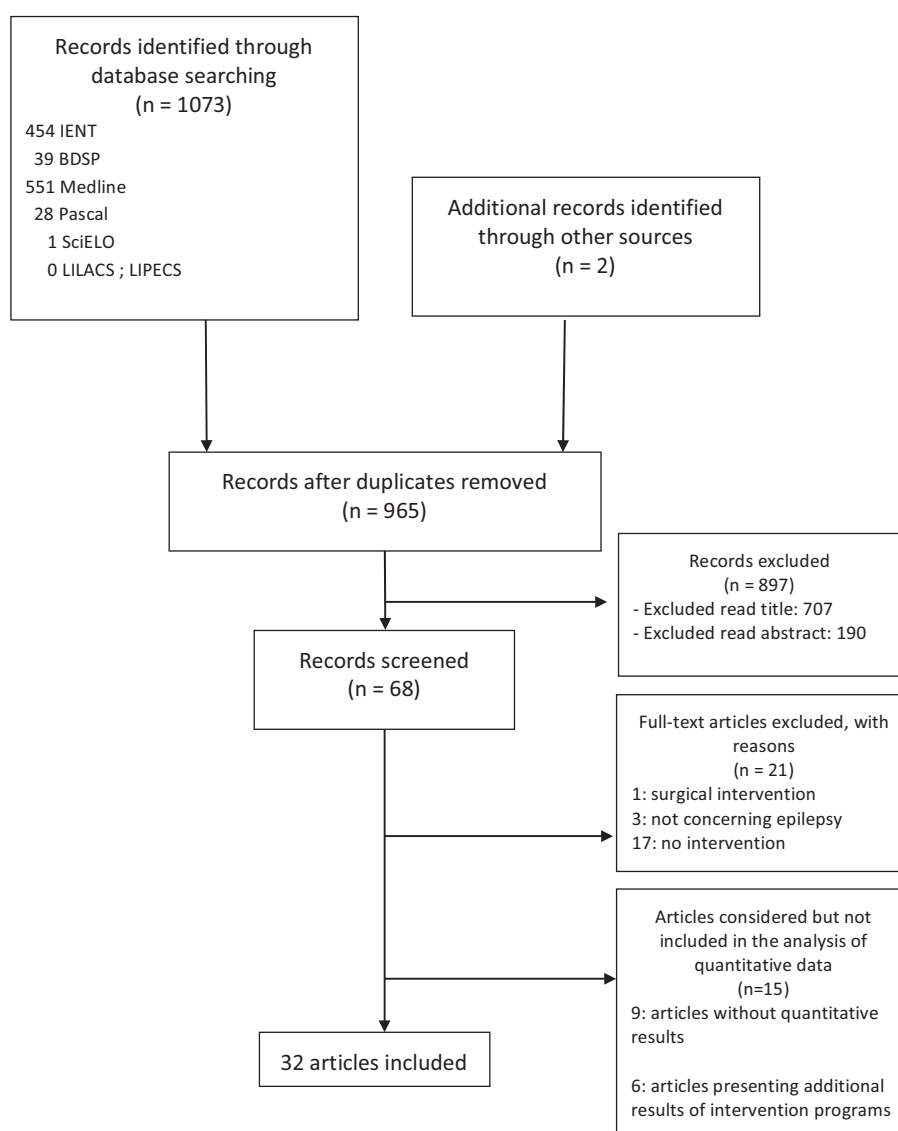 Records identified through
database searching
(n = 1073)
454 IENT
39 BDSP
551 Medline
28 Pascal
1 SciELO
0 LILACS ; LIPECS
Additional records identified
through other sources
(n = 2)
Records after duplicates removed
(n = 965)
Records excluded
(n = 897)
- Excluded read title: 707
- Excluded read abstract: 190
Records screened
(n = 68)
Full-text articles excluded, with
reasons
(n = 21)
1: surgical intervention
3: not concerning epilepsy
17: no intervention
Articles considered but not
included in the analysis of
quantitative data
(n=15)
9: articles without quantitative
results
6: articles presenting additional
results of intervention programs
32 articles included